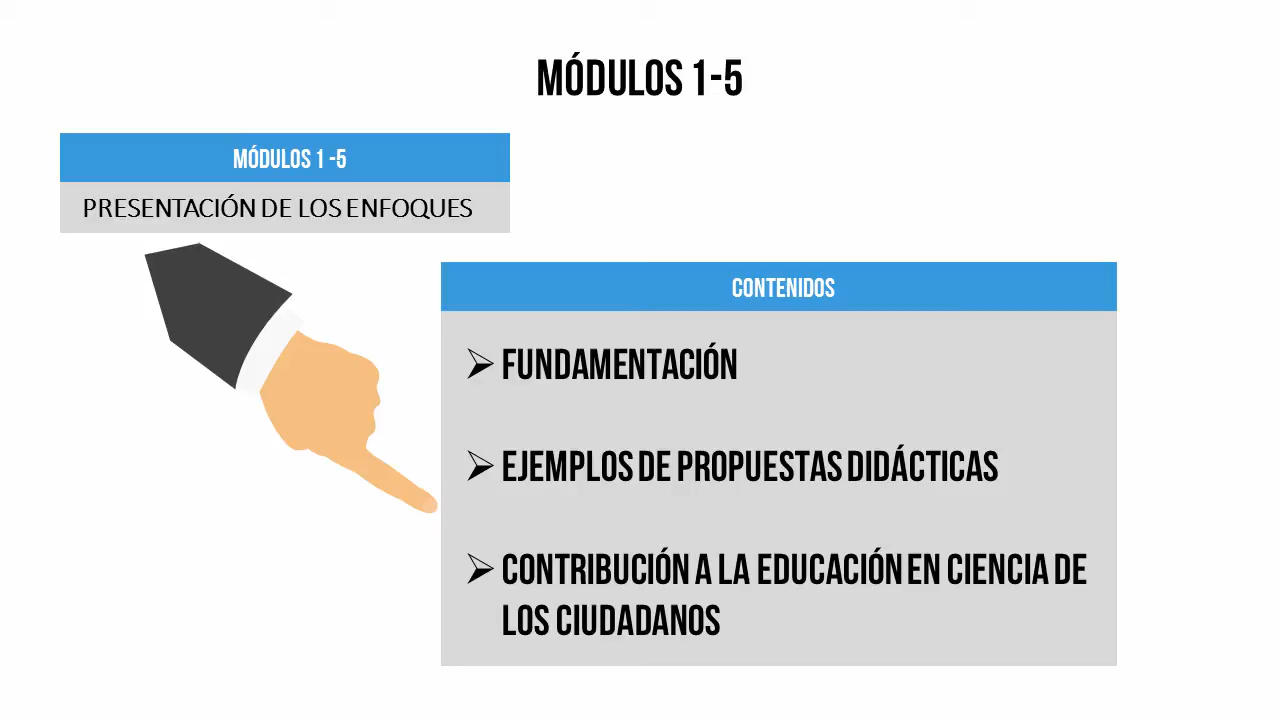 MÓDULOS 1-5
MÓDULOS 1 -5
PRESENTACIÓN DE LOS ENFOQUES
CONTENIDOS
➢ FUNDAMENTACIÓN
➢ EJEMPLOS DE PROPUESTAS DIDÁCTICAS
➢ CONTRIBUCIÓN A LA EDUCACIÓN EN CIENCIA DE
LOS CIUDADANOS